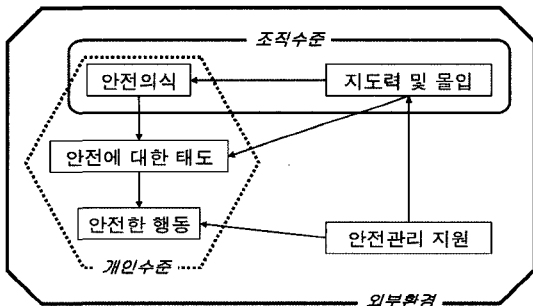 조직수준
안전의식
지도력 및 몰입
안전에 대한 태도
안전한 행동
안전관리 지원
개인수준
외부환경